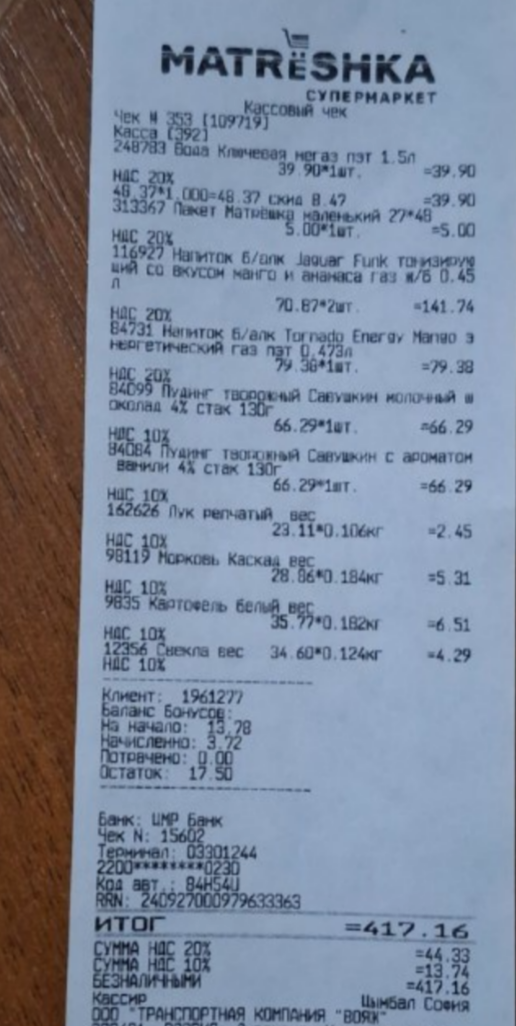 MATRЁSHKA
СУПЕРМАРКЕТ
Кассовый чек
Чек № 353 [109719]
Касса [392]
248783 Вода Ключевая негаз пэт 1.5л
39.90*1шт. =39.90
НДС 20%
48.37*1.000=48.37 скид 8.47 =39.90
313367 Пакет Матрёшка маленький 27*48
5.00*1шт. =5.00
НДС 20%
116927 Напиток б/алк Jaguar Funk тонизирую
щий со вкусом манго и ананаса газ ж/б 0.45
л
70.87*2шт. =141.74
НДС 20%
84731 Напиток б/алк Tornado Energy Mango э
нергетический газ пэт 0.473л
79.38*1шт. =79.38
НДС 20%
84099 Пудинг творожный Савушкин молочный ш
околад 4% стак 130г
66.29*1шт. =66.29
НДС 10%
84084 Пудинг творожный Савушкин с ароматом
ванили 4% стак 130г
66.29*1шт. =66.29
НДС 10%
162626 Лук репчатый вес
23.11*0.106кг =2.45
НДС 10%
98119 Морковь Каскад вес
28.86*0.184кг =5.31
НДС 10%
9835 Картофель белый вес
35.77*0.182кг =6.51
НДС 10%
12356 Свекла вес 34.60*0.124кг =4.29
НДС 10%
Клиент: 1961277
Баланс бонусов:
На начало: 13.78
Начисленно: 3.72
Потрачено: 0.00
Остаток: 17.50
Банк: ЦМР Банк
Чек N: 15602
Терминал: 03301244
2200********0230
Код авт.: 84H54U
RRN: 240927000979633363
ИТОГ =417.16
СУММА НДС 20% =44.33
СУММА НДС 10% =13.74
БЕЗНАЛИЧНЫМИ =417.16
Кассир Цымбал София
ООО "ТРАНСПОРТНАЯ КОМПАНИЯ "ВОЯЖ"